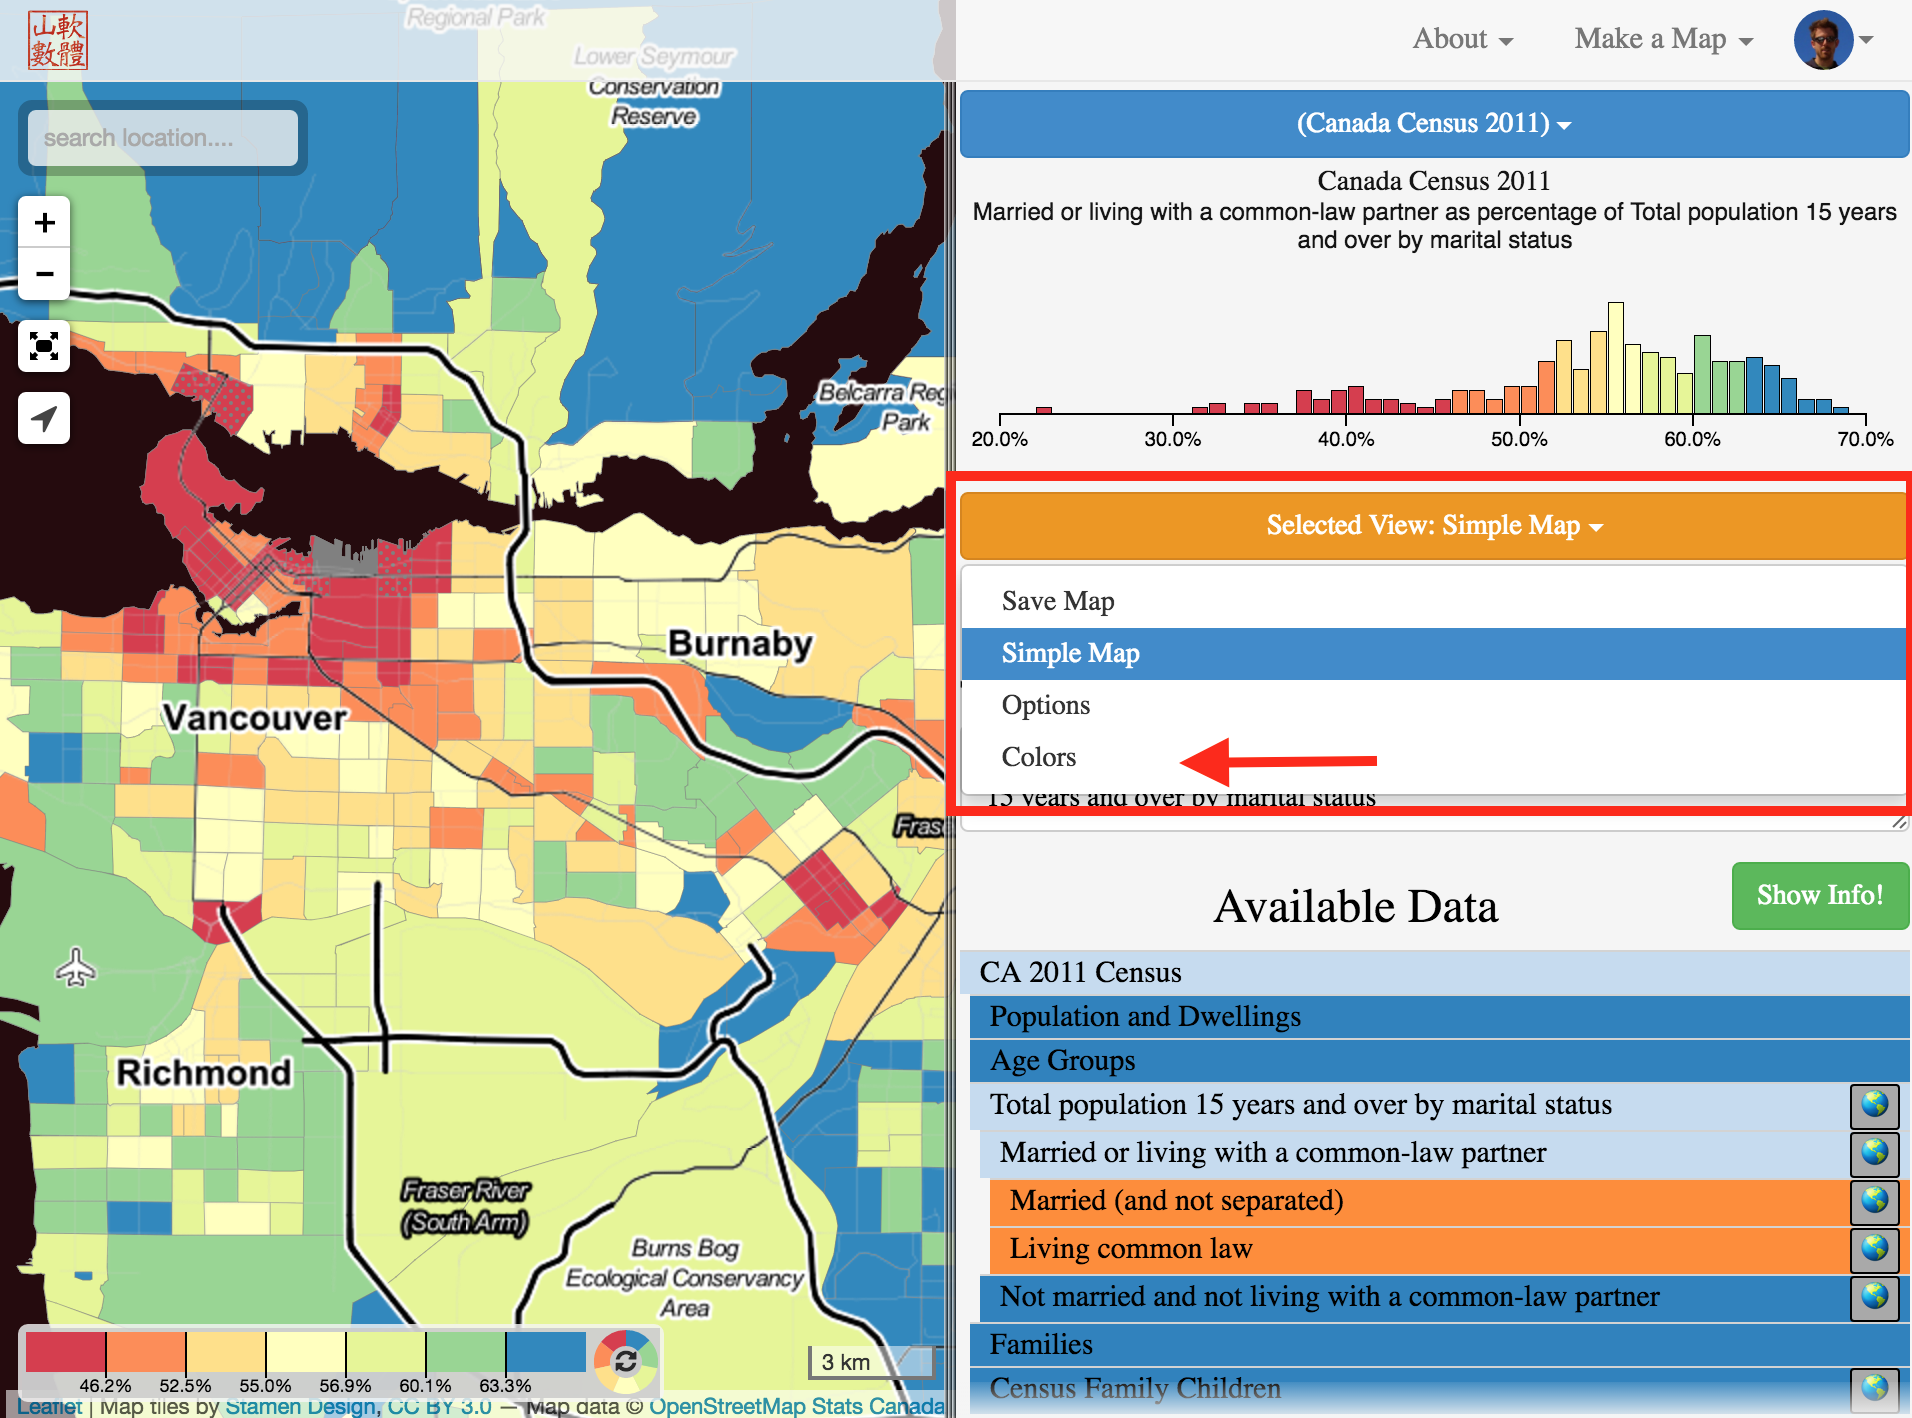 山軟
數體
Regional Park
Lower Seymour
Conservation
Reserve
search location....
+
−
Belcarra Reg
Park
Burnaby
Vancouver
Fras
Richmond
Fraser River
(South Arm)
Burns Bog
Ecological Conservancy
Area
3 km
46.2% 52.5% 55.0% 56.9% 60.1% 63.3%
Leaflet | Map tiles by Stamen Design, CC BY 3.0 — Map data © OpenStreetMap Stats Canada
About
Make a Map
(Canada Census 2011)
Canada Census 2011
Married or living with a common-law partner as percentage of Total population 15 years
and over by marital status
20.0% 30.0% 40.0% 50.0% 60.0% 70.0%
Selected View: Simple Map
Save Map
Simple Map
Options
Colors
15 years and over by marital status
Available Data
Show Info!
CA 2011 Census
Population and Dwellings
Age Groups
Total population 15 years and over by marital status
Married or living with a common-law partner
Married (and not separated)
Living common law
Not married and not living with a common-law partner
Families
Census Family Children